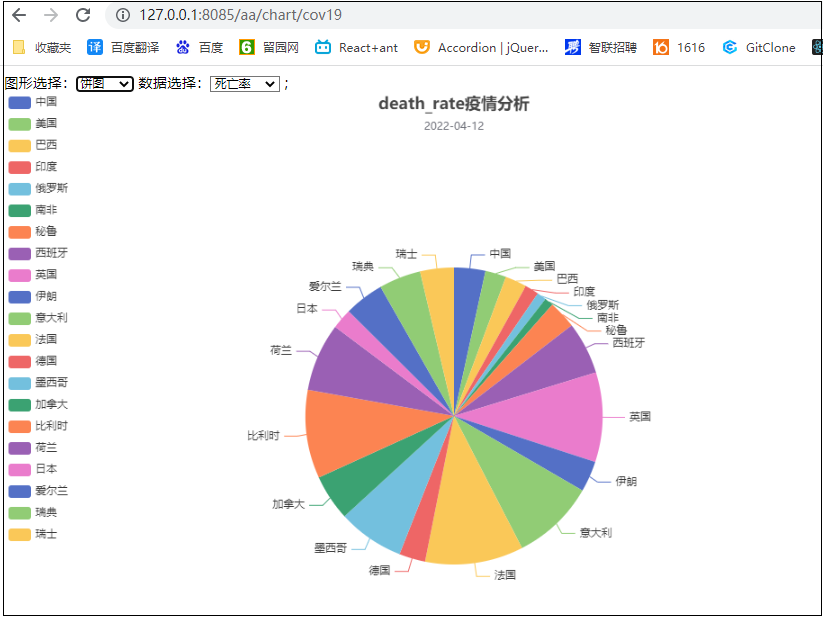 127.0.0.1:8085/aa/chart/cov19
收藏夹 百度翻译 百度 留园网 React+ant Accordion | jQuer... 智联招聘 1616 GitClone
图形选择： 饼图 数据选择： 死亡率 ；
death_rate疫情分析
2022-04-12
中国
美国
巴西
印度
俄罗斯
南非
秘鲁
西班牙
英国
伊朗
意大利
法国
德国
墨西哥
加拿大
比利时
荷兰
日本
爱尔兰
瑞典
瑞士
中国
美国
巴西
印度
俄罗斯
南非
秘鲁
西班牙
英国
伊朗
意大利
法国
德国
墨西哥
加拿大
比利时
荷兰
日本
爱尔兰
瑞典
瑞士